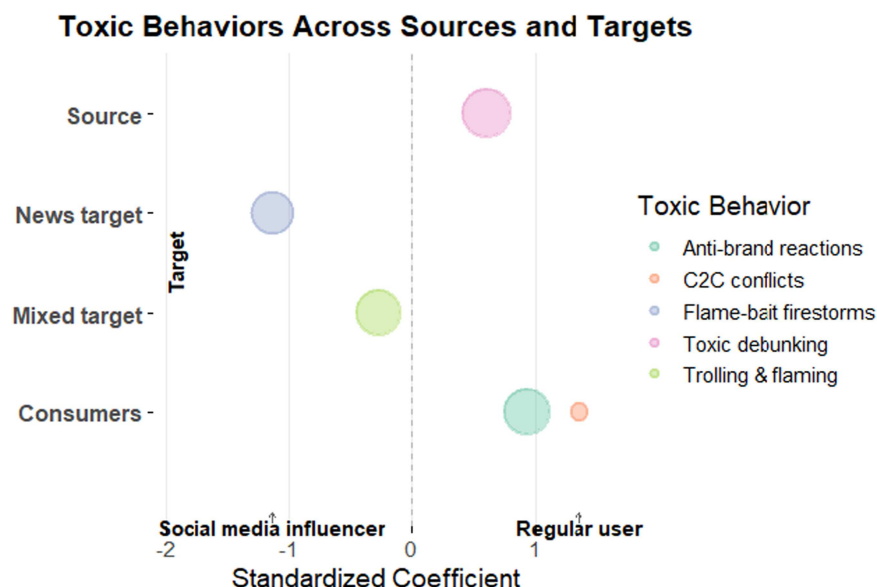 Toxic Behaviors Across Sources and Targets
Source
News target
Target
Mixed target
Consumers
Toxic Behavior
Anti-brand reactions
C2C conflicts
Flame-bait firestorms
Toxic debunking
Trolling & flaming
Social media influencer
Regular user
-2 -1 0 1
Standardized Coefficient